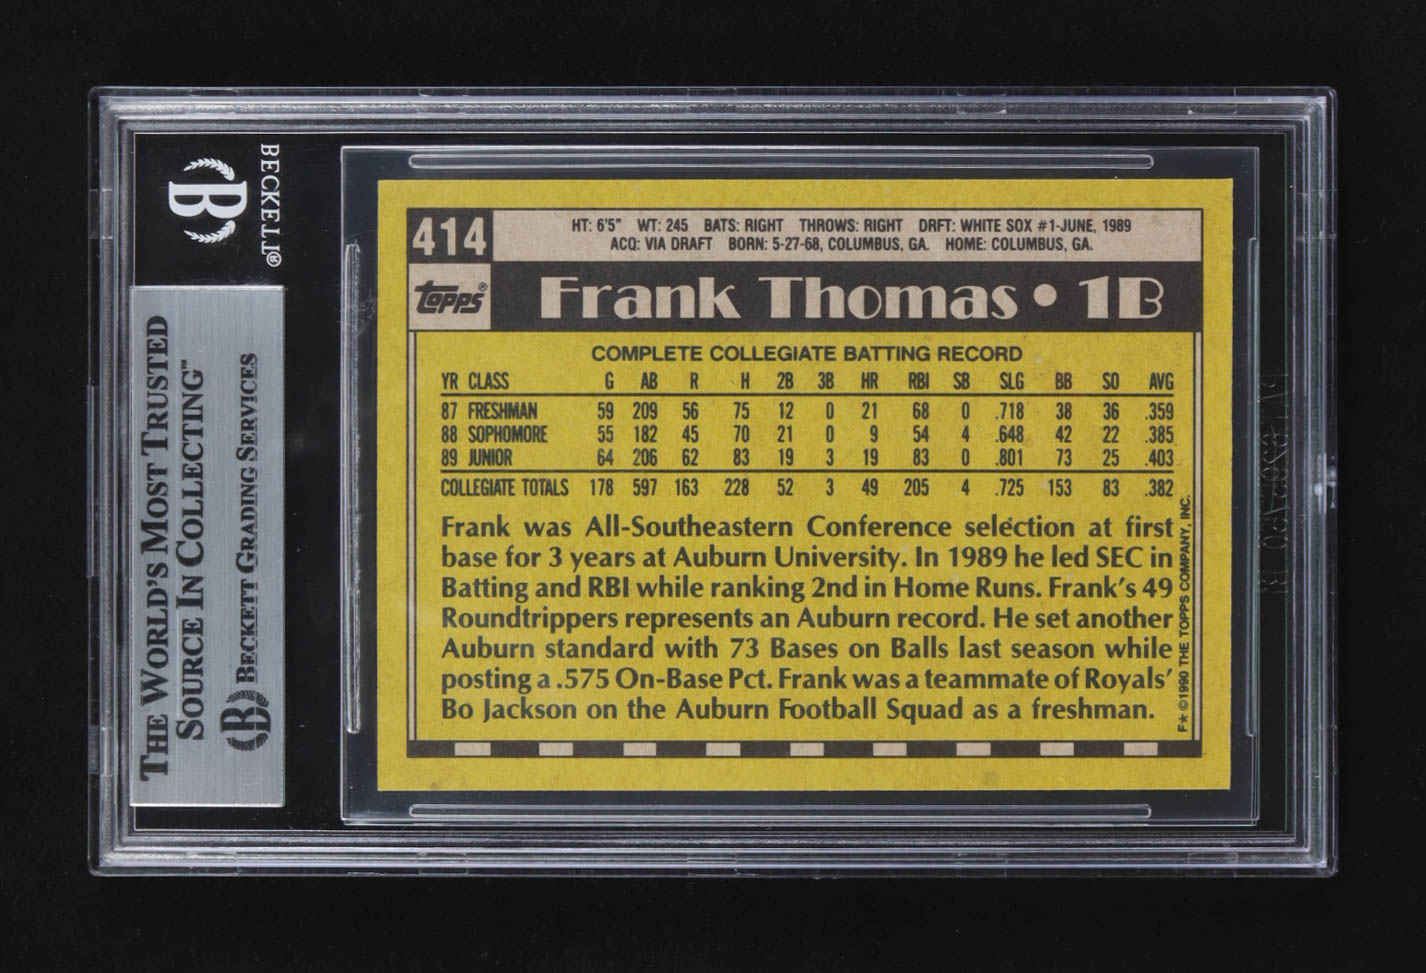 BECKETT®
B
THE WORLD'S MOST TRUSTED
SOURCE IN COLLECTING™
B BECKETT GRADING SERVICES
414
HT: 6'5" WT: 245 BATS: RIGHT THROWS: RIGHT DRFT: WHITE SOX #1-JUNE, 1989
ACQ: VIA DRAFT BORN: 5-27-68, COLUMBUS, GA. HOME: COLUMBUS, GA.
topps®
Frank Thomas • 1B
COMPLETE COLLEGIATE BATTING RECORD
YR CLASS G AB R H 2B 3B HR RBI SB SLG BB SO AVG
87 FRESHMAN 59 209 56 75 12 0 21 68 0 .718 38 36 .359
88 SOPHOMORE 55 182 45 70 21 0 9 54 4 .648 42 22 .385
89 JUNIOR 64 206 62 83 19 3 19 83 0 .801 73 25 .403
COLLEGIATE TOTALS 178 597 163 228 52 3 49 205 4 .725 153 83 .382
Frank was All-Southeastern Conference selection at first
base for 3 years at Auburn University. In 1989 he led SEC in
Batting and RBI while ranking 2nd in Home Runs. Frank's 49
Roundtrippers represents an Auburn record. He set another
Auburn standard with 73 Bases on Balls last season while
posting a .575 On-Base Pct. Frank was a teammate of Royals'
Bo Jackson on the Auburn Football Squad as a freshman.
F★ ©1990 THE TOPPS COMPANY, INC.